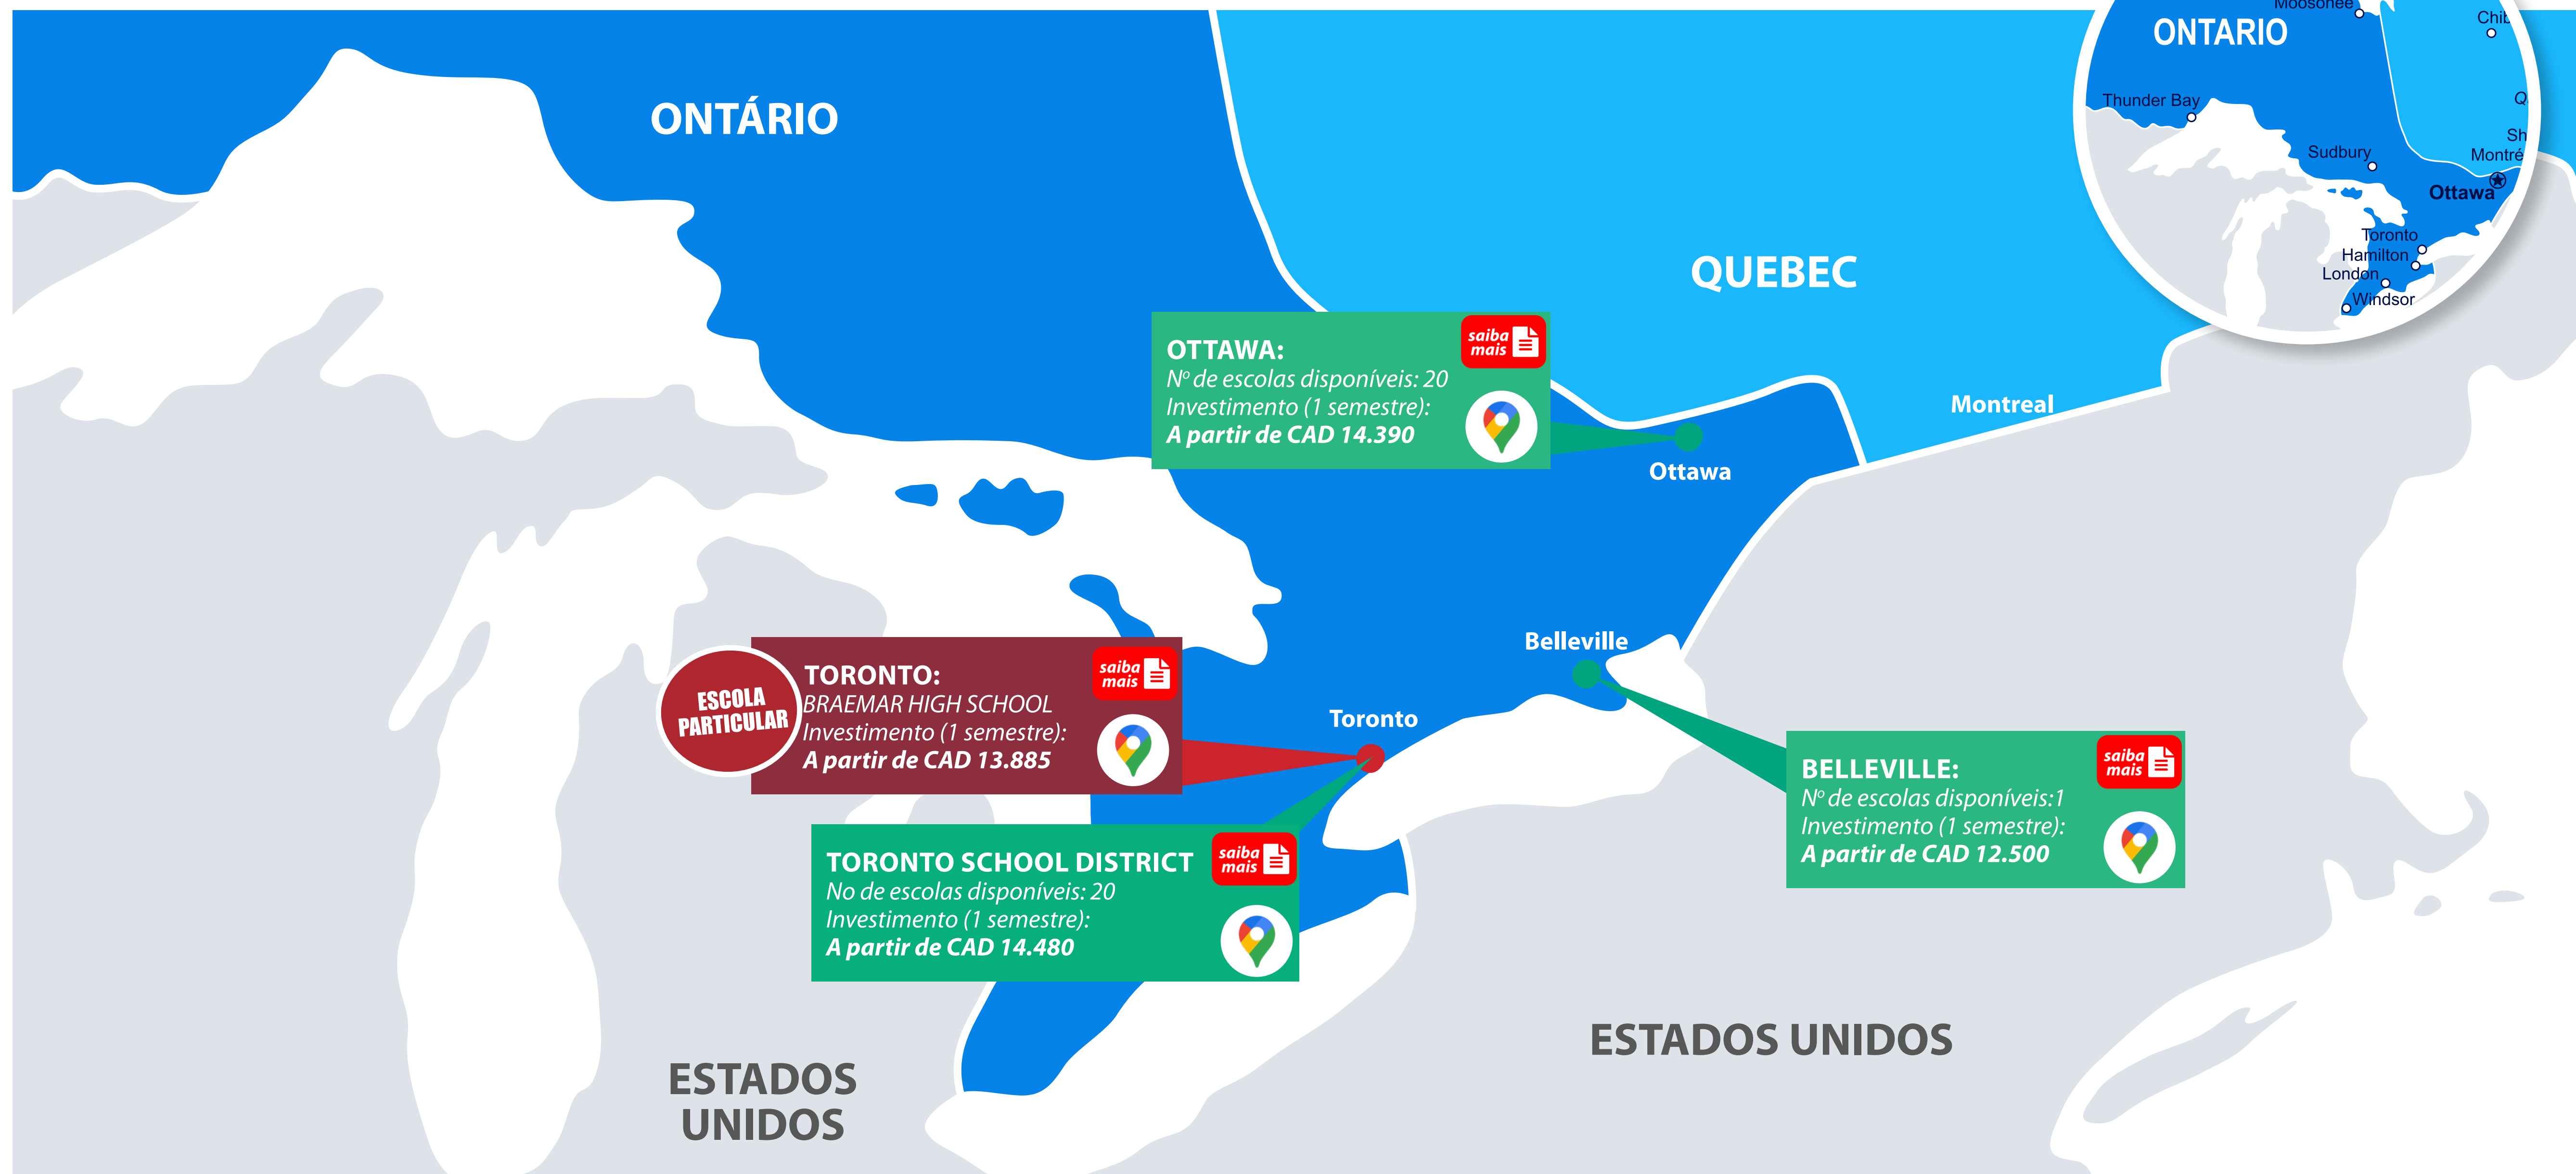 Moosonee
Chib
ONTARIO
Thunder Bay
Sudbury
Sh
Montré
Ottawa
Toronto
Hamilton
London
Windsor
ONTÁRIO
QUEBEC
OTTAWA:
Nº de escolas disponíveis: 20
Investimento (1 semestre):
A partir de CAD 14.390
saiba
mais
Montreal
Ottawa
Belleville
Toronto
ESCOLA
PARTICULAR
TORONTO:
BRAEMAR HIGH SCHOOL
Investimento (1 semestre):
A partir de CAD 13.885
saiba
mais
BELLEVILLE:
Nº de escolas disponíveis:1
Investimento (1 semestre):
A partir de CAD 12.500
saiba
mais
TORONTO SCHOOL DISTRICT
No de escolas disponíveis: 20
Investimento (1 semestre):
A partir de CAD 14.480
saiba
mais
ESTADOS UNIDOS
ESTADOS
UNIDOS